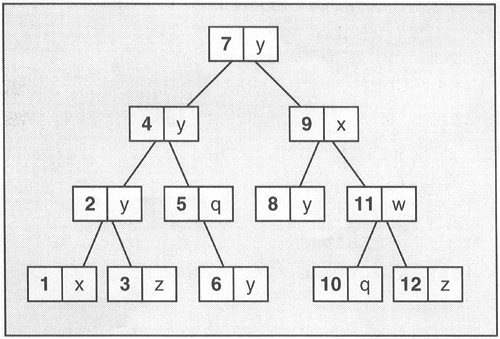 7 y
4 y 9 x
2 y 5 q 8 y 11 w
1 x 3 z 6 y 10 q 12 z